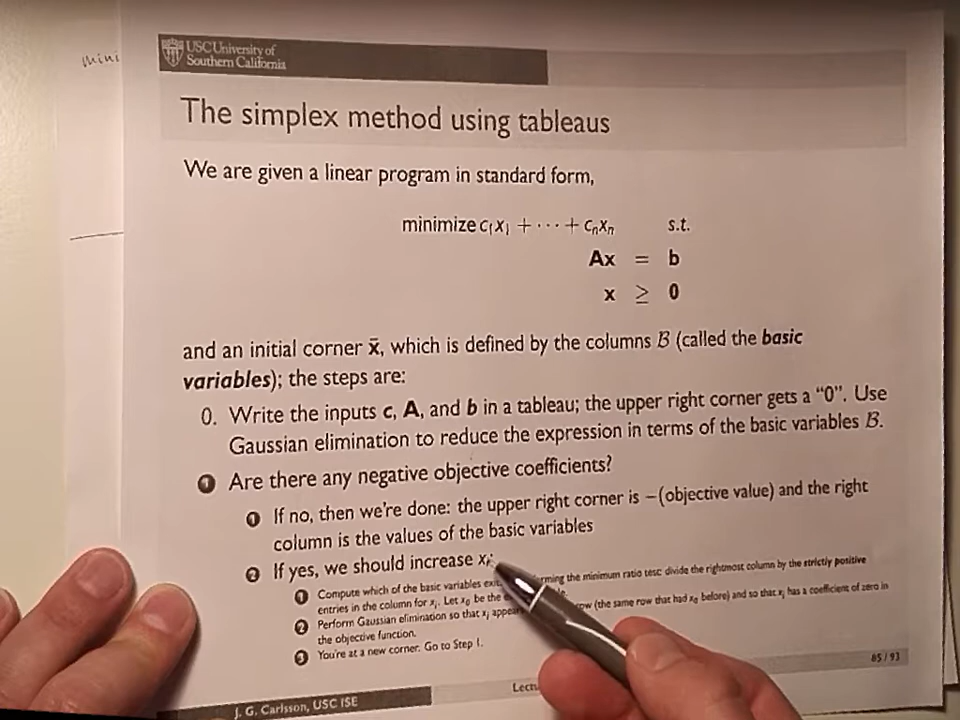 mini
USC University of
Southern California
The simplex method using tableaus
We are given a linear program in standard form,
minimize c₁x₁ + ··· + cₙxₙ s.t.
Ax = b
x ≥ 0
and an initial corner x̄, which is defined by the columns ℬ (called the basic
variables); the steps are:
0. Write the inputs c, A, and b in a tableau; the upper right corner gets a “0”. Use
Gaussian elimination to reduce the expression in terms of the basic variables ℬ.
1 Are there any negative objective coefficients?
1 If no, then we're done: the upper right corner is −(objective value) and the right
column is the values of the basic variables
2 If yes, we should increase
1 Compute which of the basic variables the minimum ratio test: divide the rightmost column by the strictly positive
entries in the column for xⱼ. Let be the
2 Perform Gaussian elimination so that xⱼ row (the same row that had before) and so that xⱼ has a coefficient of zero in
the objective function.
3 You're at a new corner. Go to Step 1.
85 / 93
J. G. Carlsson, USC ISE